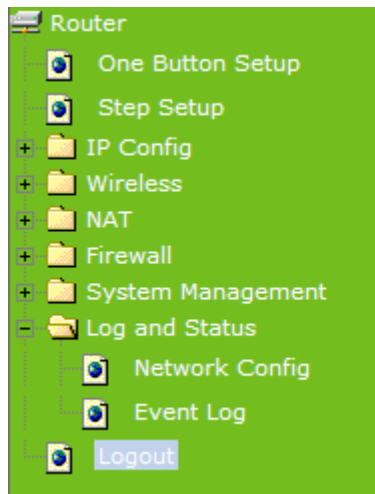 Router
One Button Setup
Step Setup
IP Config
Wireless
NAT
Firewall
System Management
Log and Status
Network Config
Event Log
Logout